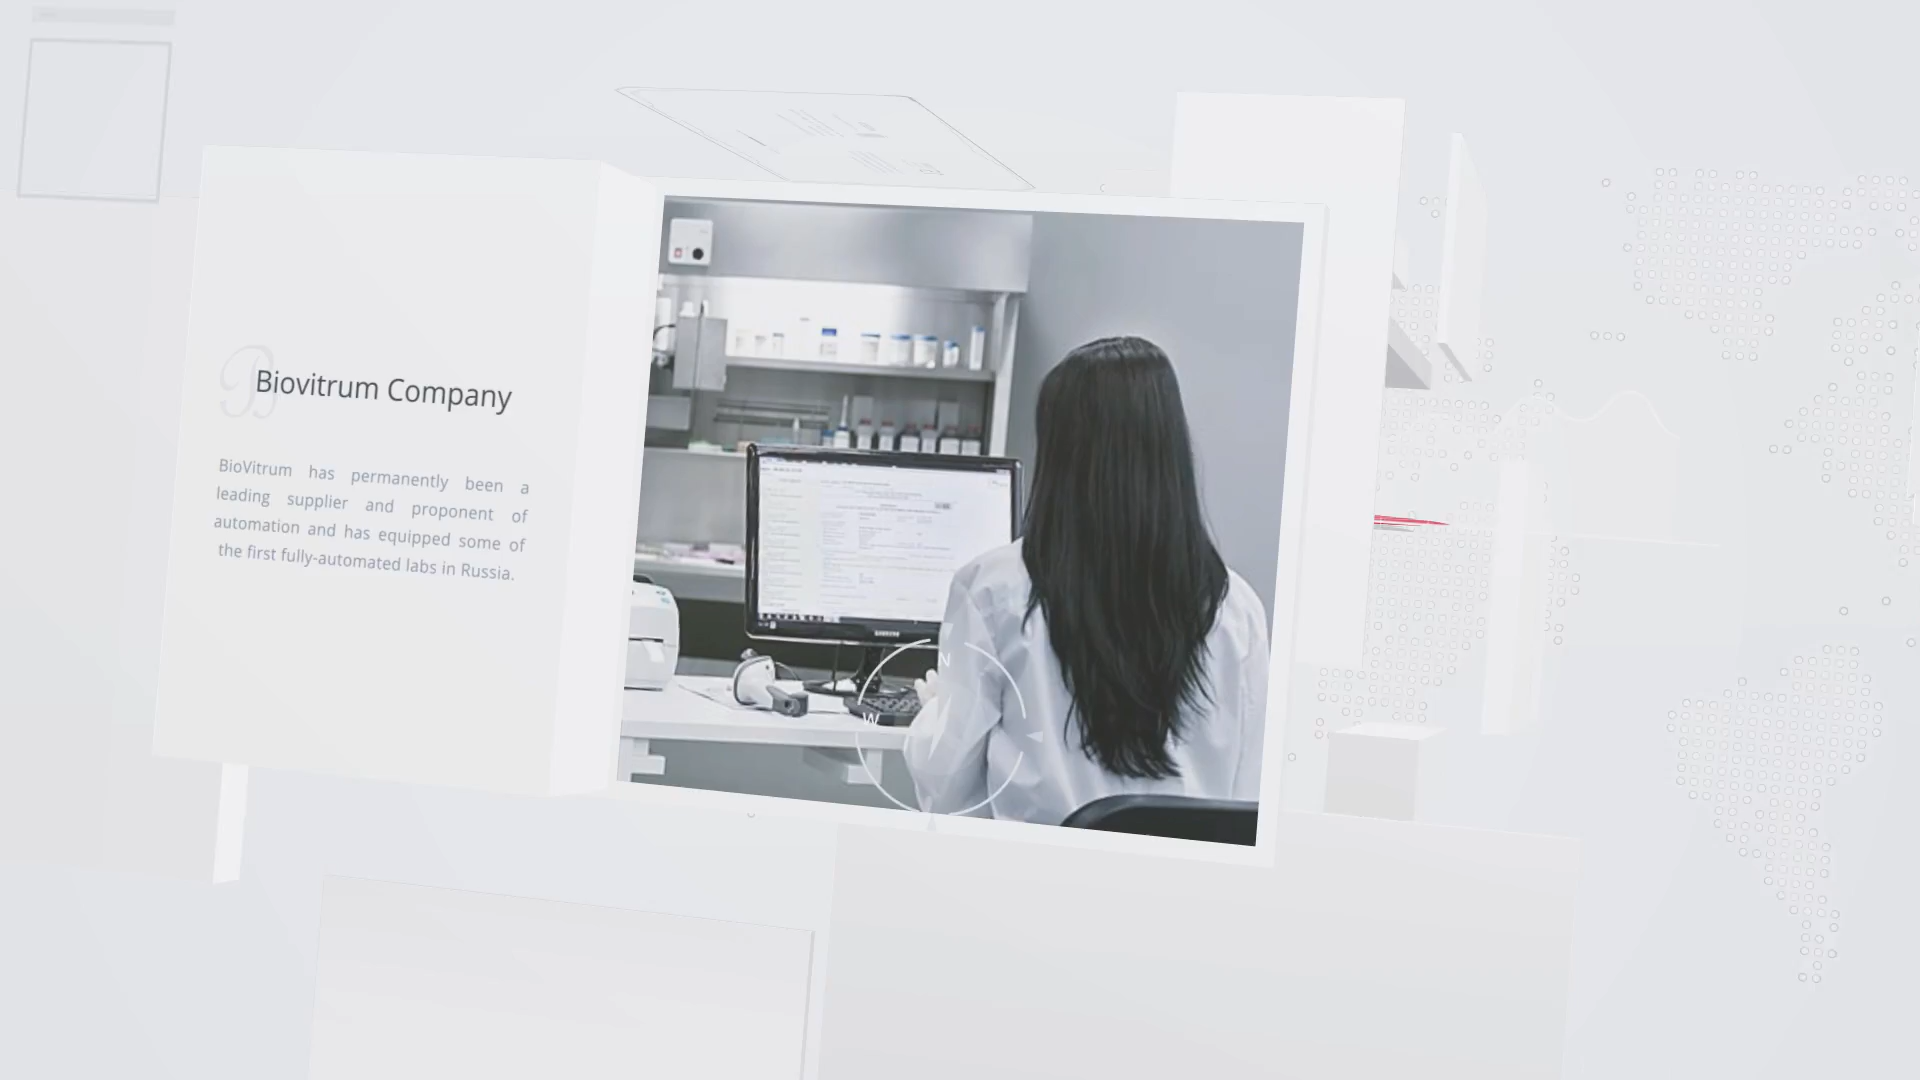 B
Biovitrum Company
BioVitrum has permanently been a
leading supplier and proponent of
automation and has equipped some of
the first fully-automated labs in Russia.
SAMSUNG
N
W